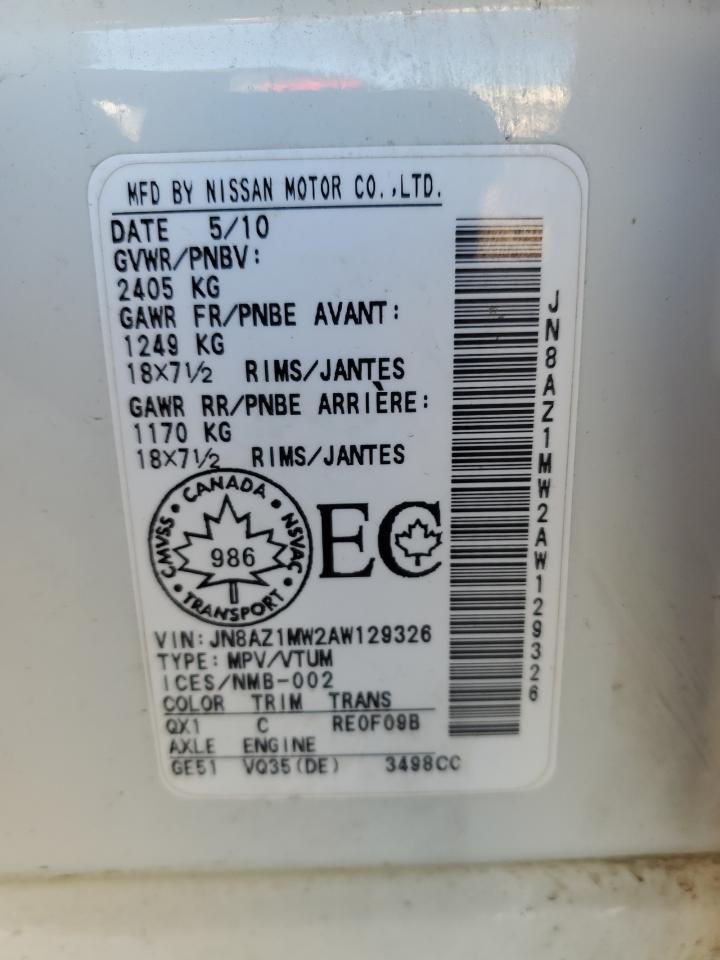 MFD BY NISSAN MOTOR CO.,LTD.
DATE 5/10
GVWR/PNBV:
2405 KG
GAWR FR/PNBE AVANT:
1249 KG
18×7½ RIMS/JANTES
GAWR RR/PNBE ARRIÈRE:
1170 KG
18×7½ RIMS/JANTES
CANADA
CMVSS NSVAC
986
TRANSPORT
EC
VIN:JN8AZ1MW2AW129326
TYPE:MPV/VTUM
ICES/NMB-002
COLOR TRIM TRANS
QX1 C RE0F09B
AXLE ENGINE
GE51 VQ35(DE) 3498CC
JN8AZ1MW2AW129326